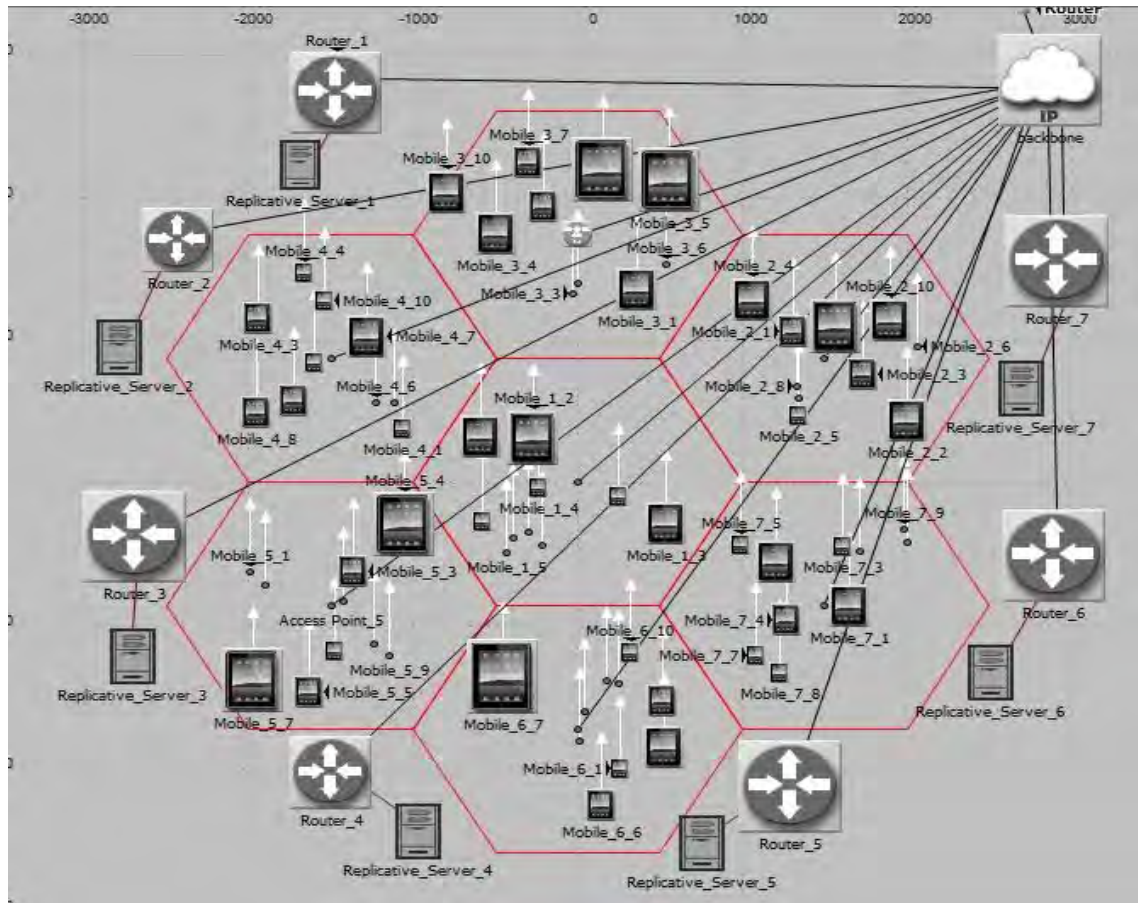 -3000 -2000 -1000 0 1000 2000 3000
Router
Router_1
IP
backbone
Mobile_3_7
Mobile_3_10
Replicative_Server_1
Mobile_3_5
Mobile_3_6
Mobile_3_4
Mobile_3_3
Mobile_3_1
Router_2
Mobile_4_4
Mobile_4_10
Mobile_4_3
Mobile_4_7
Mobile_4_6
Mobile_4_8
Mobile_4_1
Replicative_Server_2
Mobile_2_4
Mobile_2_10
Mobile_2_1
Mobile_2_6
Mobile_2_3
Mobile_2_8
Mobile_2_5
Mobile_2_2
Router_7
Replicative_Server_7
Mobile_1_2
Mobile_1_4
Mobile_1_3
Mobile_1_5
Mobile_5_4
Mobile_5_1
Mobile_5_3
Access Point_5
Mobile_5_9
Mobile_5_5
Mobile_5_7
Router_3
Replicative_Server_3
Mobile_7_9
Mobile_7_5
Mobile_7_3
Mobile_7_4
Mobile_7_1
Mobile_7_7
Mobile_7_8
Router_6
Replicative_Server_6
Mobile_6_10
Mobile_6_7
Mobile_6_1
Mobile_6_6
Router_4
Replicative_Server_4
Router_5
Replicative_Server_5